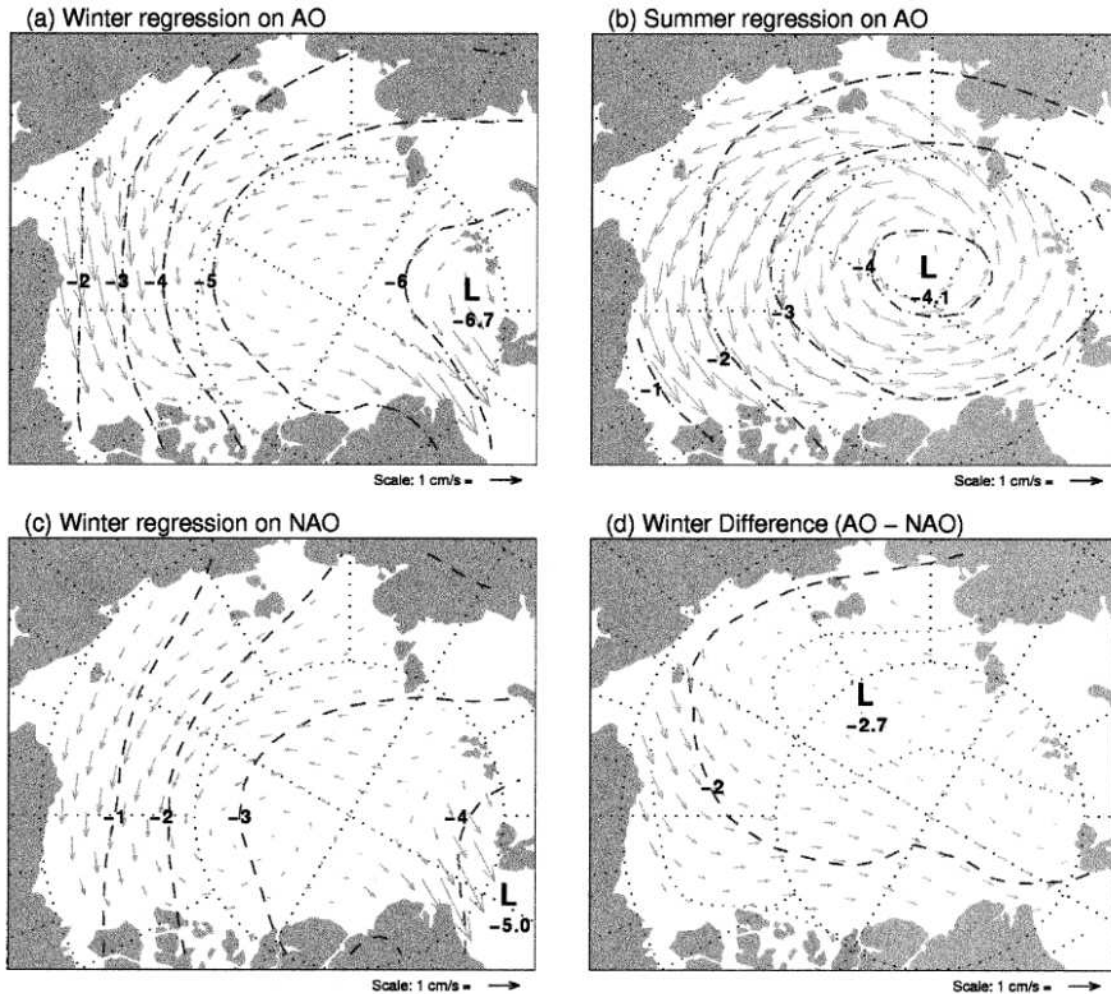 (a) Winter regression on AO
-2
-3
-4
-5
-6
L
-6.7
Scale: 1 cm/s =
(b) Summer regression on AO
-4
L
-4.1
-3
-2
-1
Scale: 1 cm/s =
(c) Winter regression on NAO
-1
-2
-3
-4
L
-5.0
Scale: 1 cm/s =
(d) Winter Difference (AO – NAO)
L
-2.7
-2
Scale: 1 cm/s =